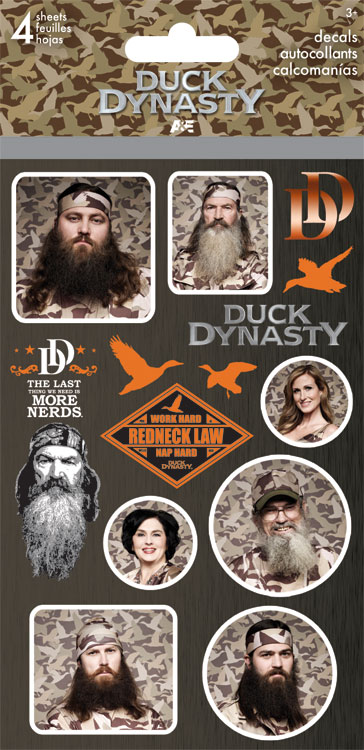 4 sheets
feuilles
hojas
3+
decals
autocollants
calcomanías
DUCK
DYNASTY
A&E
DD
DUCK
DYNASTY
DD
THE LAST
THING WE NEED IS
MORE
NERDS.
WORK HARD
REDNECK LAW
NAP HARD
DUCK
DYNASTY